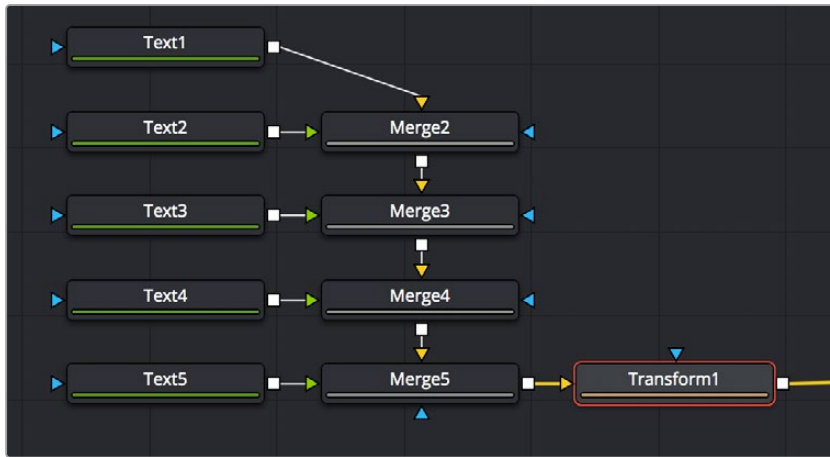 Text1
Text2 Merge2
Text3 Merge3
Text4 Merge4
Text5 Merge5 Transform1